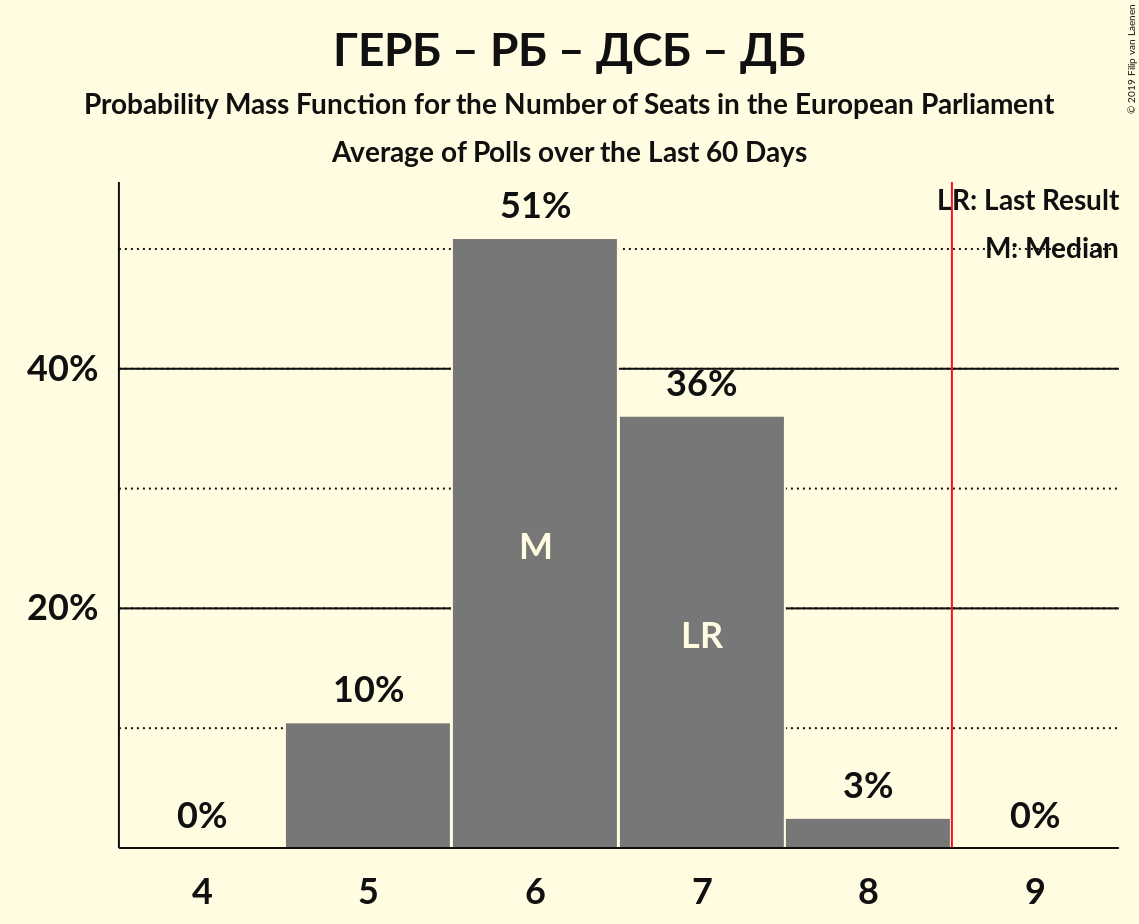 ГЕРБ – РБ – ДСБ – ДБ
Probability Mass Function for the Number of Seats in the European Parliament
Average of Polls over the Last 60 Days
© 2019 Filip van Laenen
LR: Last Result
M: Median
51%
40%
36%
M
20%
LR
10%
3%
0%
0%
4 5 6 7 8 9